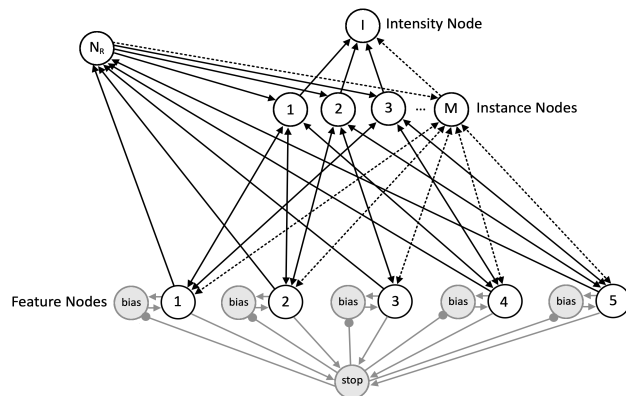 I Intensity Node
NR
1 2 3 ... M Instance Nodes
Feature Nodes bias 1 bias 2 bias 3 bias 4 bias 5
stop